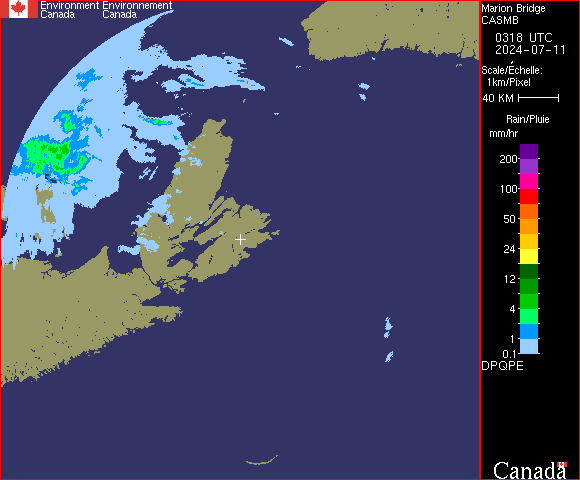 Environment Environnement
Canada Canada
Marion Bridge
CASMB
0318 UTC
2024-07-11
Scale/Échelle:
1km/Pixel
40 KM
Rain/Pluie
mm/hr
200
100
50
24
12
4
1
0.1
DPQPE
Canada